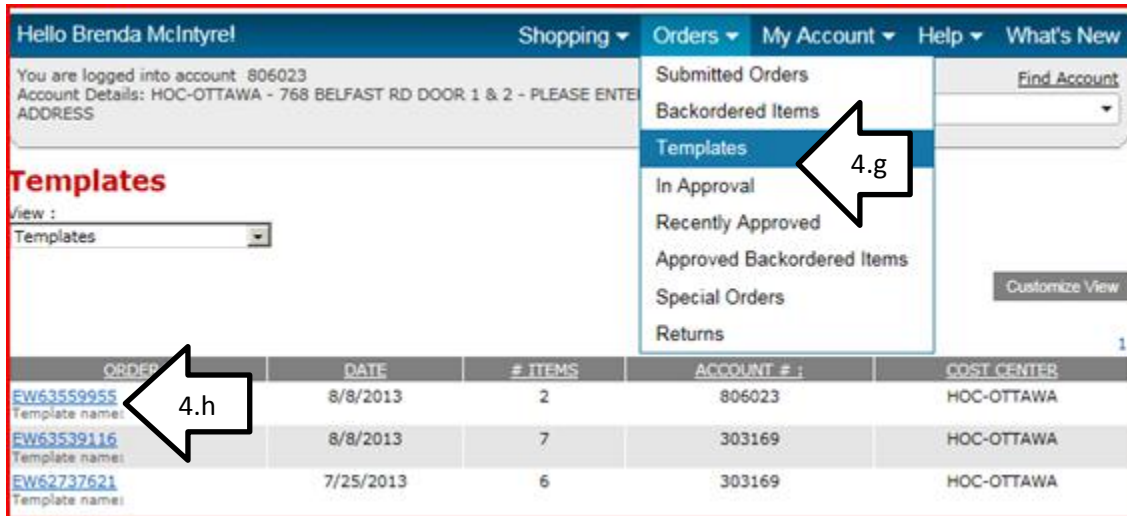 Hello Brenda McIntyre! Shopping Orders My Account Help What's New
You are logged into account 806023
Account Details: HOC-OTTAWA - 768 BELFAST RD DOOR 1 & 2 - PLEASE ENTE
ADDRESS
Find Account
Submitted Orders
Backordered Items
Templates
In Approval
Recently Approved
Approved Backordered Items
Special Orders
Returns
4.g
Templates
View :
Templates
Customize View
1
ORDER DATE # ITEMS ACCOUNT # : COST CENTER
EW63559955 8/8/2013 2 806023 HOC-OTTAWA
Template name:
4.h
EW63539116 8/8/2013 7 303169 HOC-OTTAWA
Template name:
EW62737621 7/25/2013 6 303169 HOC-OTTAWA
Template name: